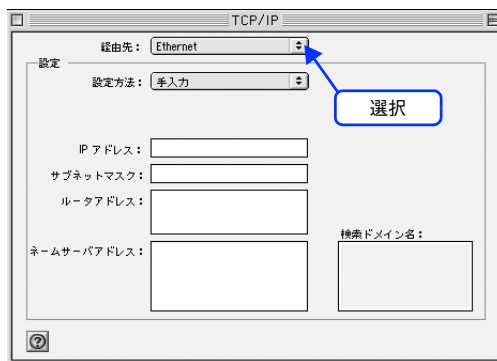 TCP/IP
経由先： Ethernet
設定
設定方法： 手入力
選択
IP アドレス：
サブネットマスク：
ルータアドレス：
検索ドメイン名：
ネームサーバアドレス：
?